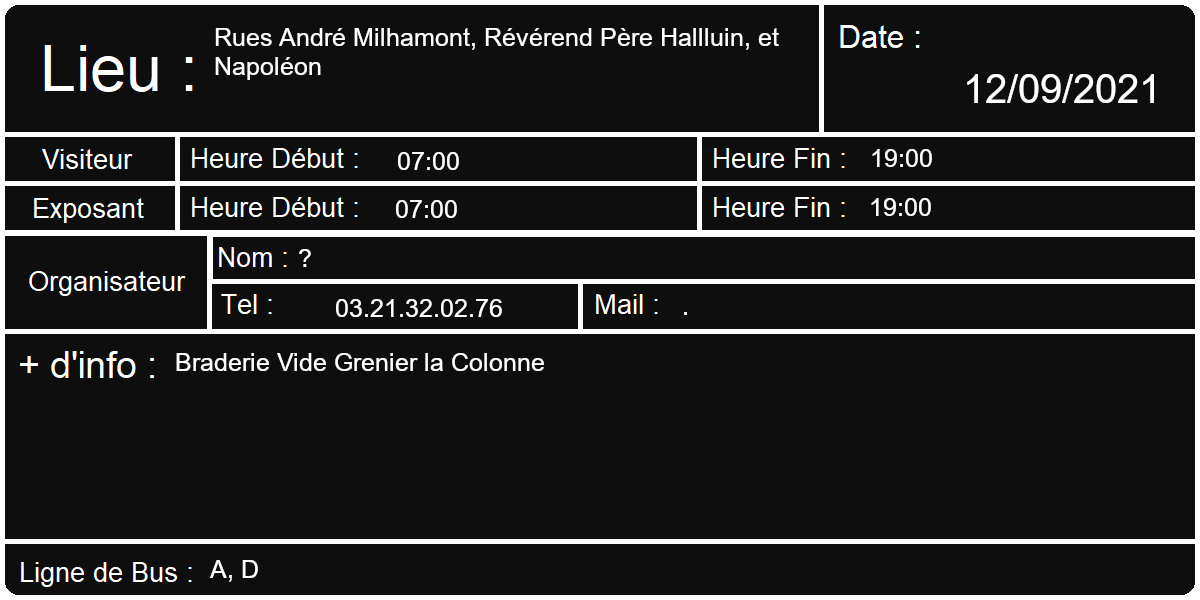 Lieu : Rues André Milhamont, Révérend Père Hallluin, et
Napoléon
Date :
12/09/2021
Visiteur Heure Début : 07:00 Heure Fin : 19:00
Exposant Heure Début : 07:00 Heure Fin : 19:00
Organisateur
Nom : ?
Tel : 03.21.32.02.76 Mail : .
+ d'info : Braderie Vide Grenier la Colonne
Ligne de Bus : A, D